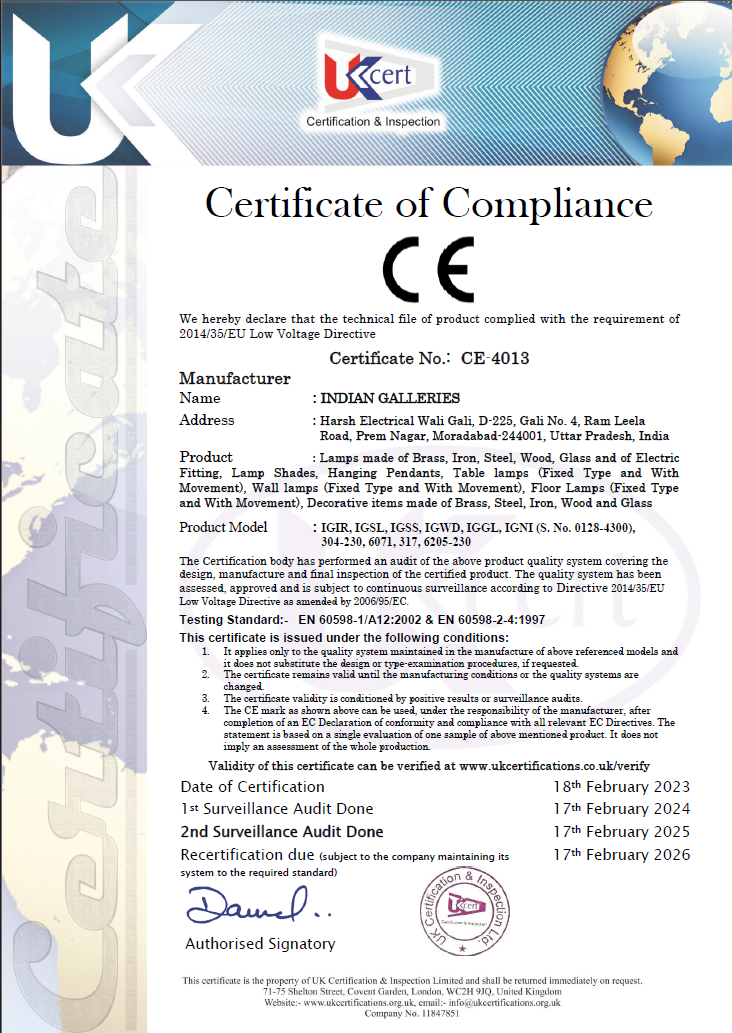 UK
UK cert
Certification & Inspection
Certificate
Certificate of Compliance
CE
We hereby declare that the technical file of product complied with the requirement of
2014/35/EU Low Voltage Directive
Certificate No.: CE-4013
Manufacturer
Name : INDIAN GALLERIES
Address : Harsh Electrical Wali Gali, D-225, Gali No. 4, Ram Leela
Road, Prem Nagar, Moradabad-244001, Uttar Pradesh, India
Product : Lamps made of Brass, Iron, Steel, Wood, Glass and of Electric
Fitting, Lamp Shades, Hanging Pendants, Table lamps (Fixed Type and With
Movement), Wall lamps (Fixed Type and With Movement), Floor Lamps (Fixed Type
and With Movement), Decorative items made of Brass, Steel, Iron, Wood and Glass
Product Model : IGIR, IGSL, IGSS, IGWD, IGGL, IGNI (S. No. 0128-4300),
304-230, 6071, 317, 6205-230
The Certification body has performed an audit of the above product quality system covering the
design, manufacture and final inspection of the certified product. The quality system has been
assessed, approved and is subject to continuous surveillance according to Directive 2014/35/EU
Low Voltage Directive as amended by 2006/95/EC.
Testing Standard:- EN 60598-1/A12:2002 & EN 60598-2-4:1997
This certificate is issued under the following conditions:
1. It applies only to the quality system maintained in the manufacture of above referenced models and
it does not substitute the design or type-examination procedures, if requested.
2. The certificate remains valid until the manufacturing conditions or the quality systems are
changed.
3. The certificate validity is conditioned by positive results or surveillance audits.
4. The CE mark as shown above can be used, under the responsibility of the manufacturer, after
completion of an EC Declaration of conformity and compliance with all relevant EC Directives. The
statement is based on a single evaluation of one sample of above mentioned product. It does not
imply an assessment of the whole production.
Validity of this certificate can be verified at www.ukcertifications.co.uk/verify
Date of Certification 18th February 2023
1st Surveillance Audit Done 17th February 2024
2nd Surveillance Audit Done 17th February 2025
Recertification due (subject to the company maintaining its 17th February 2026
system to the required standard)
Authorised Signatory
UK Certification & Inspection Ltd.
UK cert
Certification & Inspection
This certificate is the property of UK Certification & Inspection Limited and shall be returned immediately on request.
71-75 Shelton Street, Covent Garden, London, WC2H 9JQ, United Kingdom
Website:- www.ukcertifications.org.uk, email:- info@ukcertifications.org.uk
Company No. 11847851